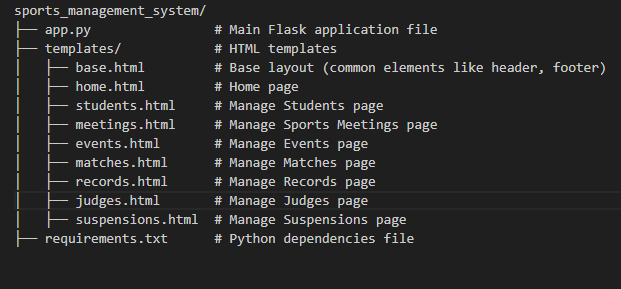 sports_management_system/
├── app.py                # Main Flask application file
├── templates/            # HTML templates
│   ├── base.html         # Base layout (common elements like header, footer)
│   ├── home.html         # Home page
│   ├── students.html     # Manage Students page
│   ├── meetings.html     # Manage Sports Meetings page
│   ├── events.html       # Manage Events page
│   ├── matches.html      # Manage Matches page
│   ├── records.html      # Manage Records page
│   ├── judges.html       # Manage Judges page
│   ├── suspensions.html  # Manage Suspensions page
├── requirements.txt      # Python dependencies file